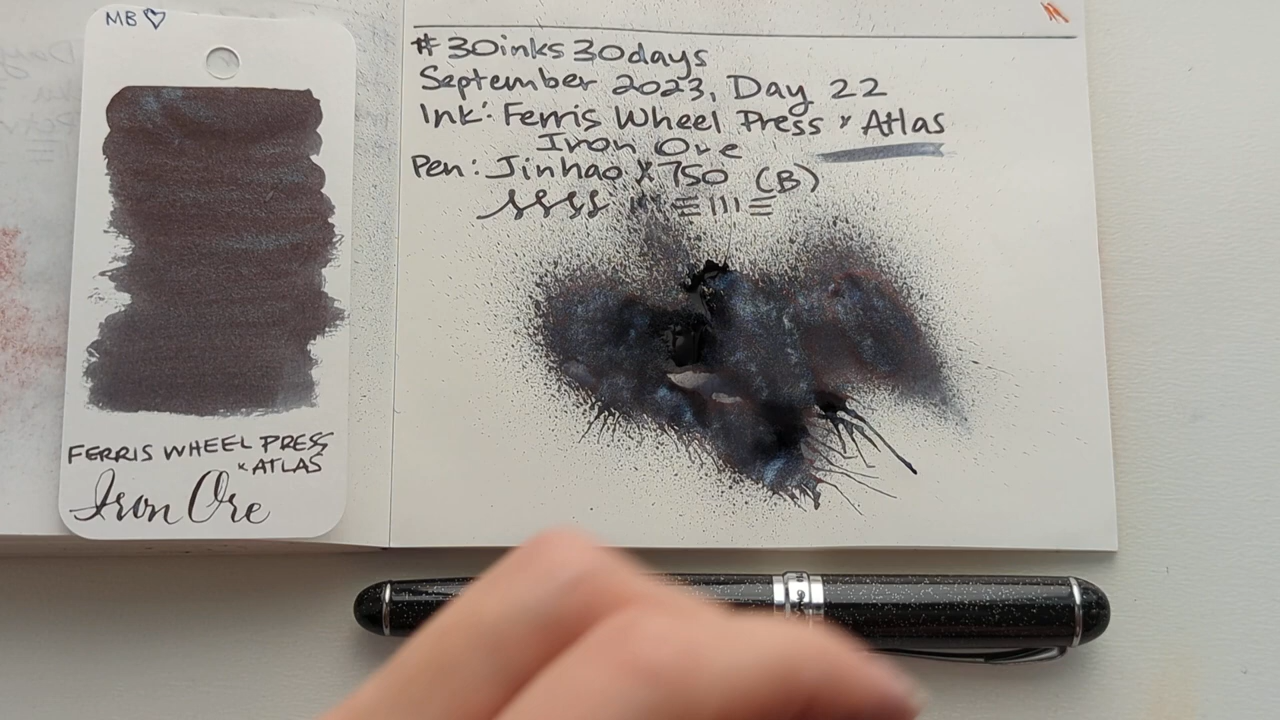 MB♡
FERRIS WHEEL PRESS
×ATLAS
Iron Ore
#30inks30days
September 2023, Day 22
Ink: Ferris Wheel Press × Atlas
Iron Ore
Pen: Jinhao X750 (B)